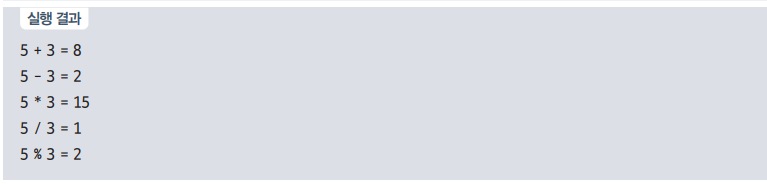 실행 결과
5 + 3 = 8
5 - 3 = 2
5 * 3 = 15
5 / 3 = 1
5 % 3 = 2